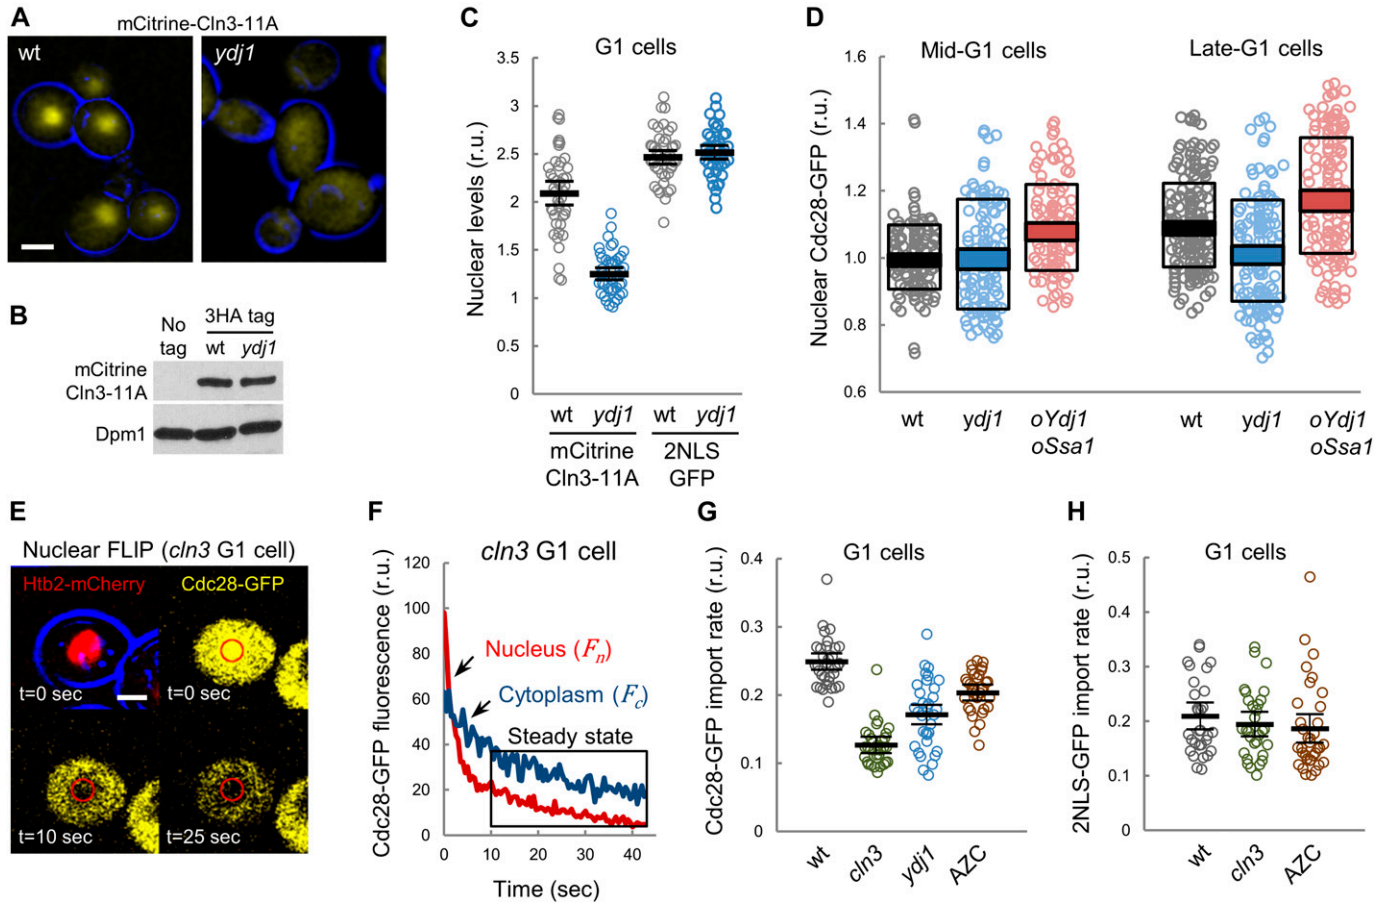 A
mCitrine-Cln3-11A
wt
ydj1
B
No
tag
3HA tag
wt
ydj1
mCitrine
Cln3-11A
Dpm1
C
G1 cells
Nuclear levels (r.u.)
3.5
3
2.5
2
1.5
1
0.5
0
wt
ydj1
wt
ydj1
mCitrine
Cln3-11A
2NLS
GFP
D
Mid-G1 cells
Late-G1 cells
Nuclear Cdc28-GFP (r.u.)
1.6
1.4
1.2
1.0
0.8
0.6
wt
ydj1
oYdj1
oSsa1
wt
ydj1
oYdj1
oSsa1
E
Nuclear FLIP (cln3 G1 cell)
Htb2-mCherry
Cdc28-GFP
t=0 sec
t=0 sec
t=10 sec
t=25 sec
F
cln3 G1 cell
Cdc28-GFP fluorescence (r.u.)
120
100
80
60
40
20
0
Nucleus (Fn)
Cytoplasm (Fc)
Steady state
0
10
20
30
40
Time (sec)
G
G1 cells
Cdc28-GFP import rate (r.u.)
0.4
0.3
0.2
0.1
0
wt
cln3
ydj1
AZC
H
G1 cells
2NLS-GFP import rate (r.u.)
0.5
0.4
0.3
0.2
0.1
0
wt
cln3
AZC